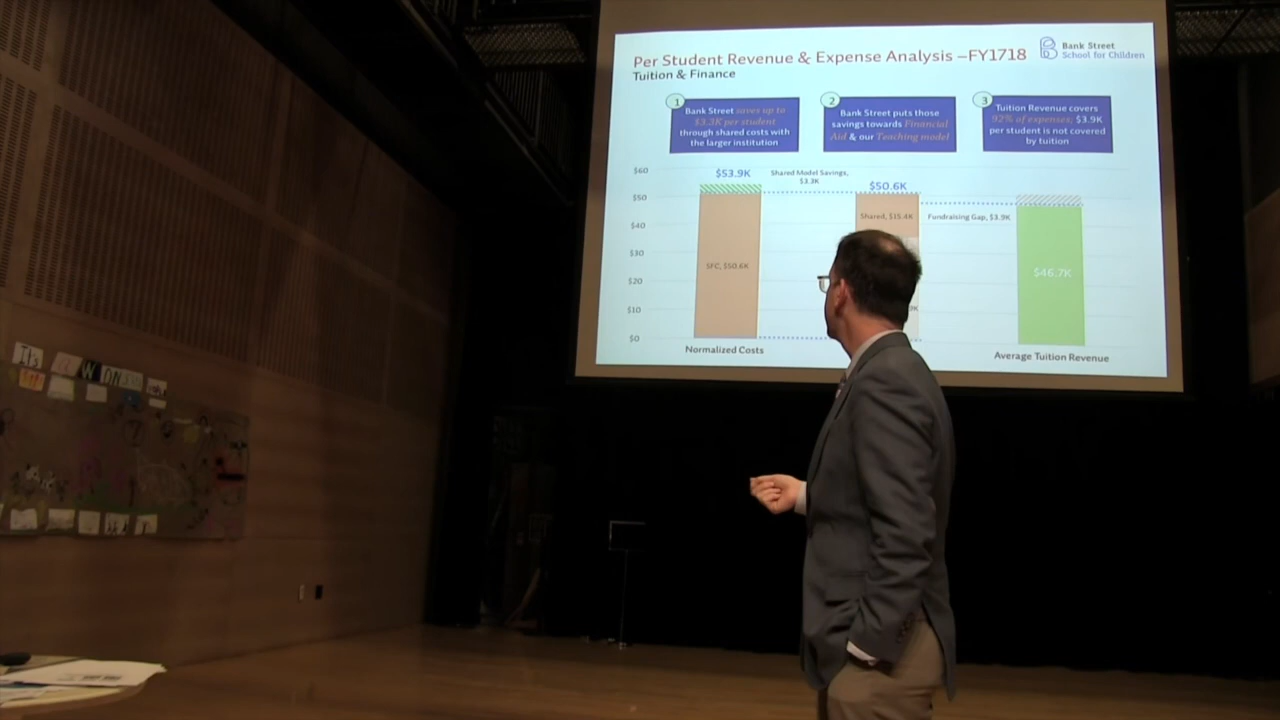 Per Student Revenue & Expense Analysis –FY1718
Tuition & Finance
Bank Street
School for Children
1
Bank Street saves up to
$3.3K per student
through shared costs with
the larger institution
2
Bank Street puts those
savings towards Financial
Aid & our Teaching model
3
Tuition Revenue covers
92% of expenses; $3.9K
per student is not covered
by tuition
$60
$50
$40
$30
$20
$10
$0
$53.9K
Shared Model Savings,
$3.3K
$50.6K
Shared, $15.4K
Fundraising Gap, $3.9K
SFC, $50.6K
$46.7K
Normalized Costs
Average Tuition Revenue
It's